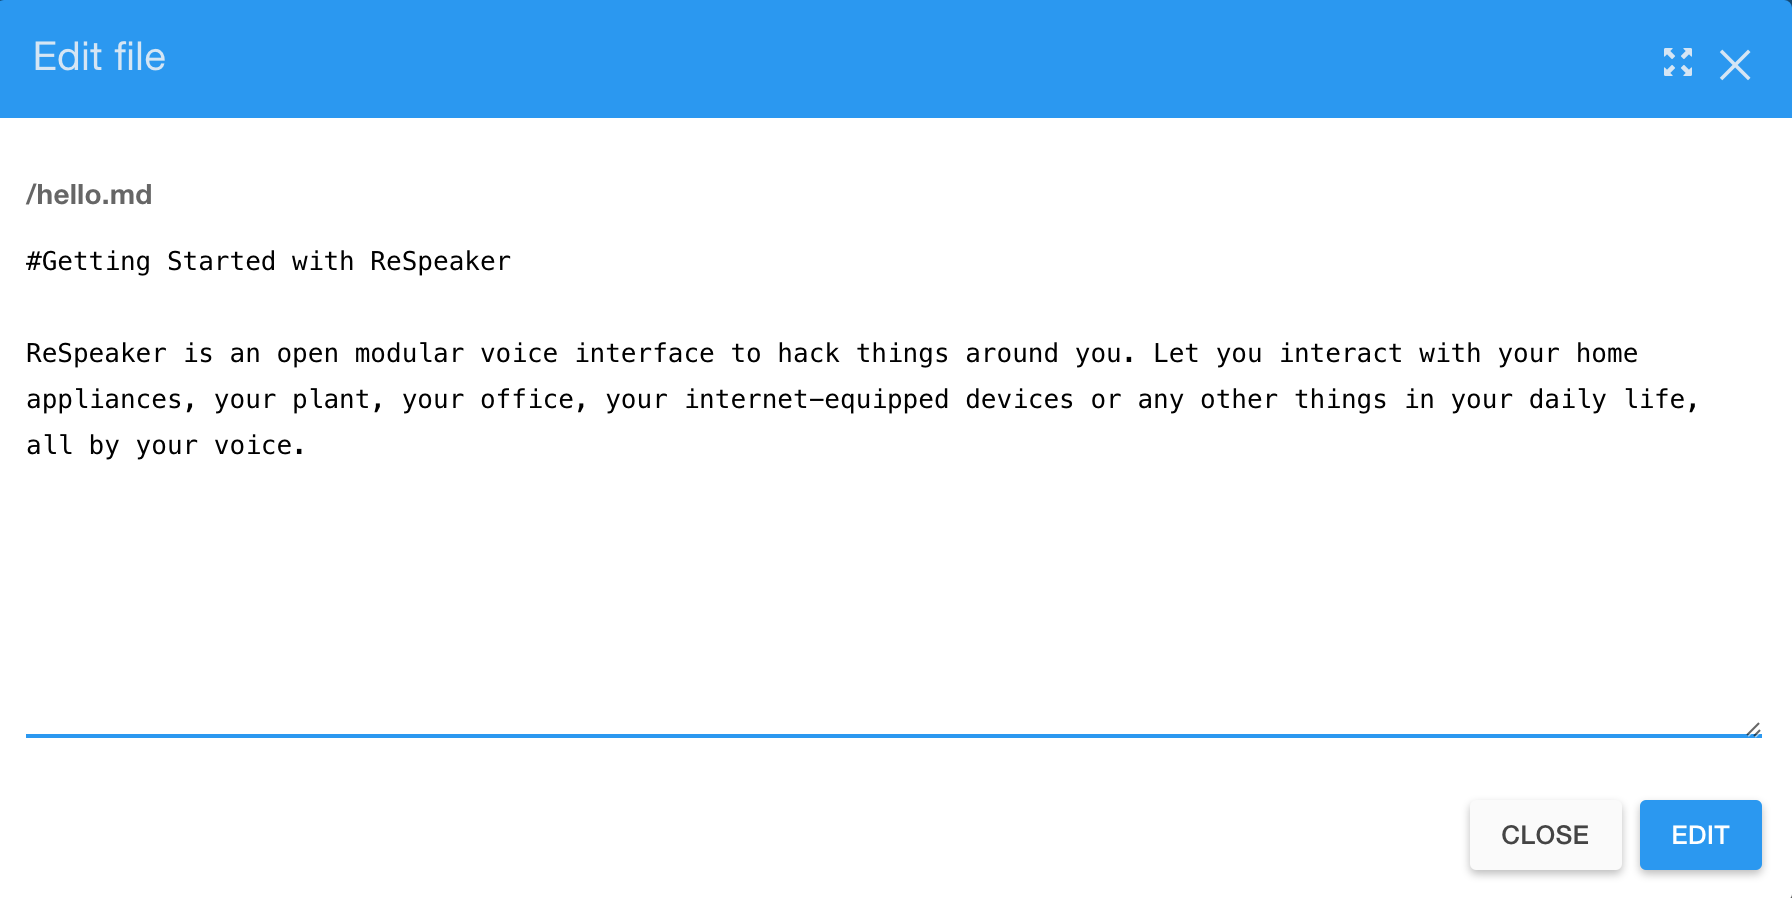 Edit file
/hello.md
#Getting Started with ReSpeaker
ReSpeaker is an open modular voice interface to hack things around you. Let you interact with your home
appliances, your plant, your office, your internet-equipped devices or any other things in your daily life,
all by your voice.
CLOSE EDIT